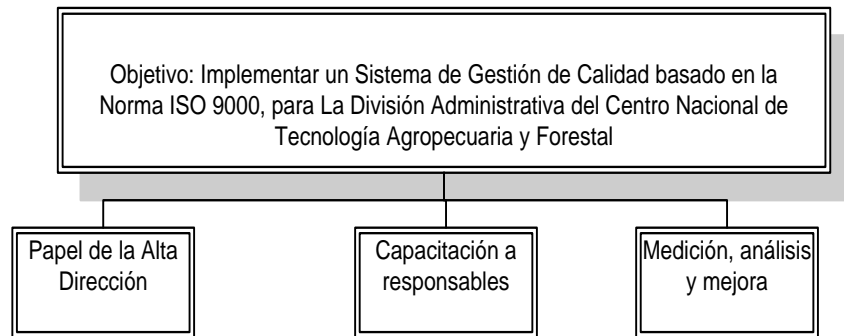 Objetivo: Implementar un Sistema de Gestión de Calidad basado en la
Norma ISO 9000, para La División Administrativa del Centro Nacional de
Tecnología Agropecuaria y Forestal
Papel de la Alta
Dirección
Capacitación a
responsables
Medición, análisis
y mejora